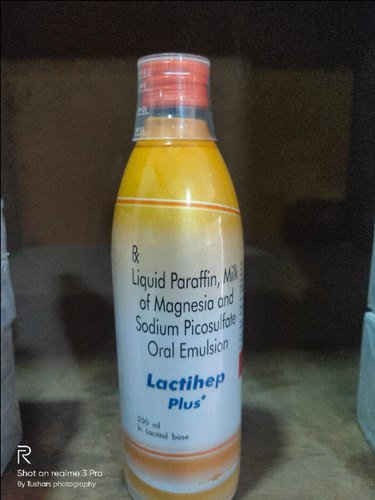 Rx
Liquid Paraffin, Milk
of Magnesia and
Sodium Picosulfate
Oral Emulsion
Lactihep
Plus+
250 ml
In Lactitol base
R
Shot on realme 3 Pro
By Tushars photography